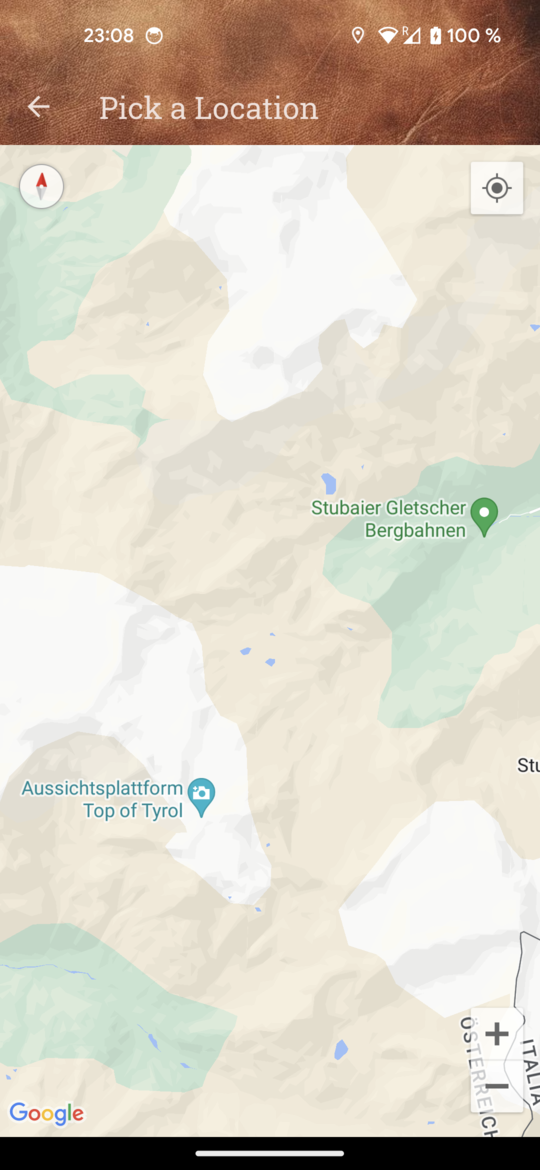 23:08
100 %
Pick a Location
Stubaier Gletscher
Bergbahnen
Stu
Aussichtsplattform
Top of Tyrol
ÖSTERREICH
ITALIA
Google